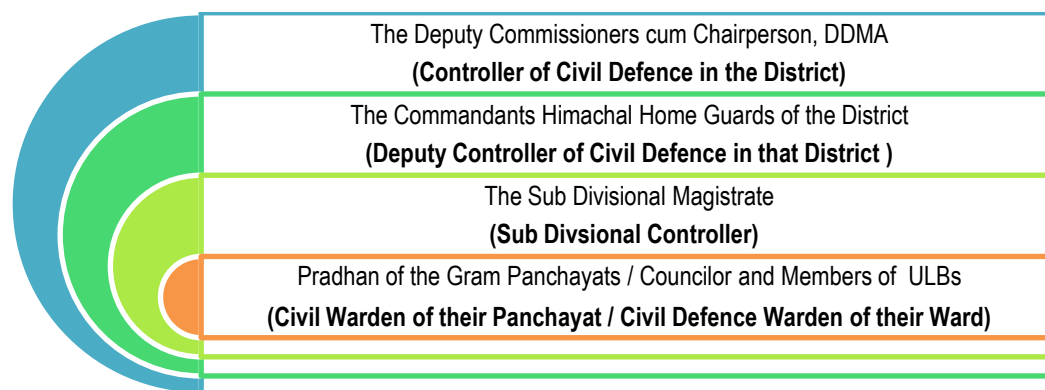 The Deputy Commissioners cum Chairperson, DDMA
(Controller of Civil Defence in the District)
The Commandants Himachal Home Guards of the District
(Deputy Controller of Civil Defence in that District )
The Sub Divisional Magistrate
(Sub Divsional Controller)
Pradhan of the Gram Panchayats / Councilor and Members of  ULBs
(Civil Warden of their Panchayat / Civil Defence Warden of their Ward)